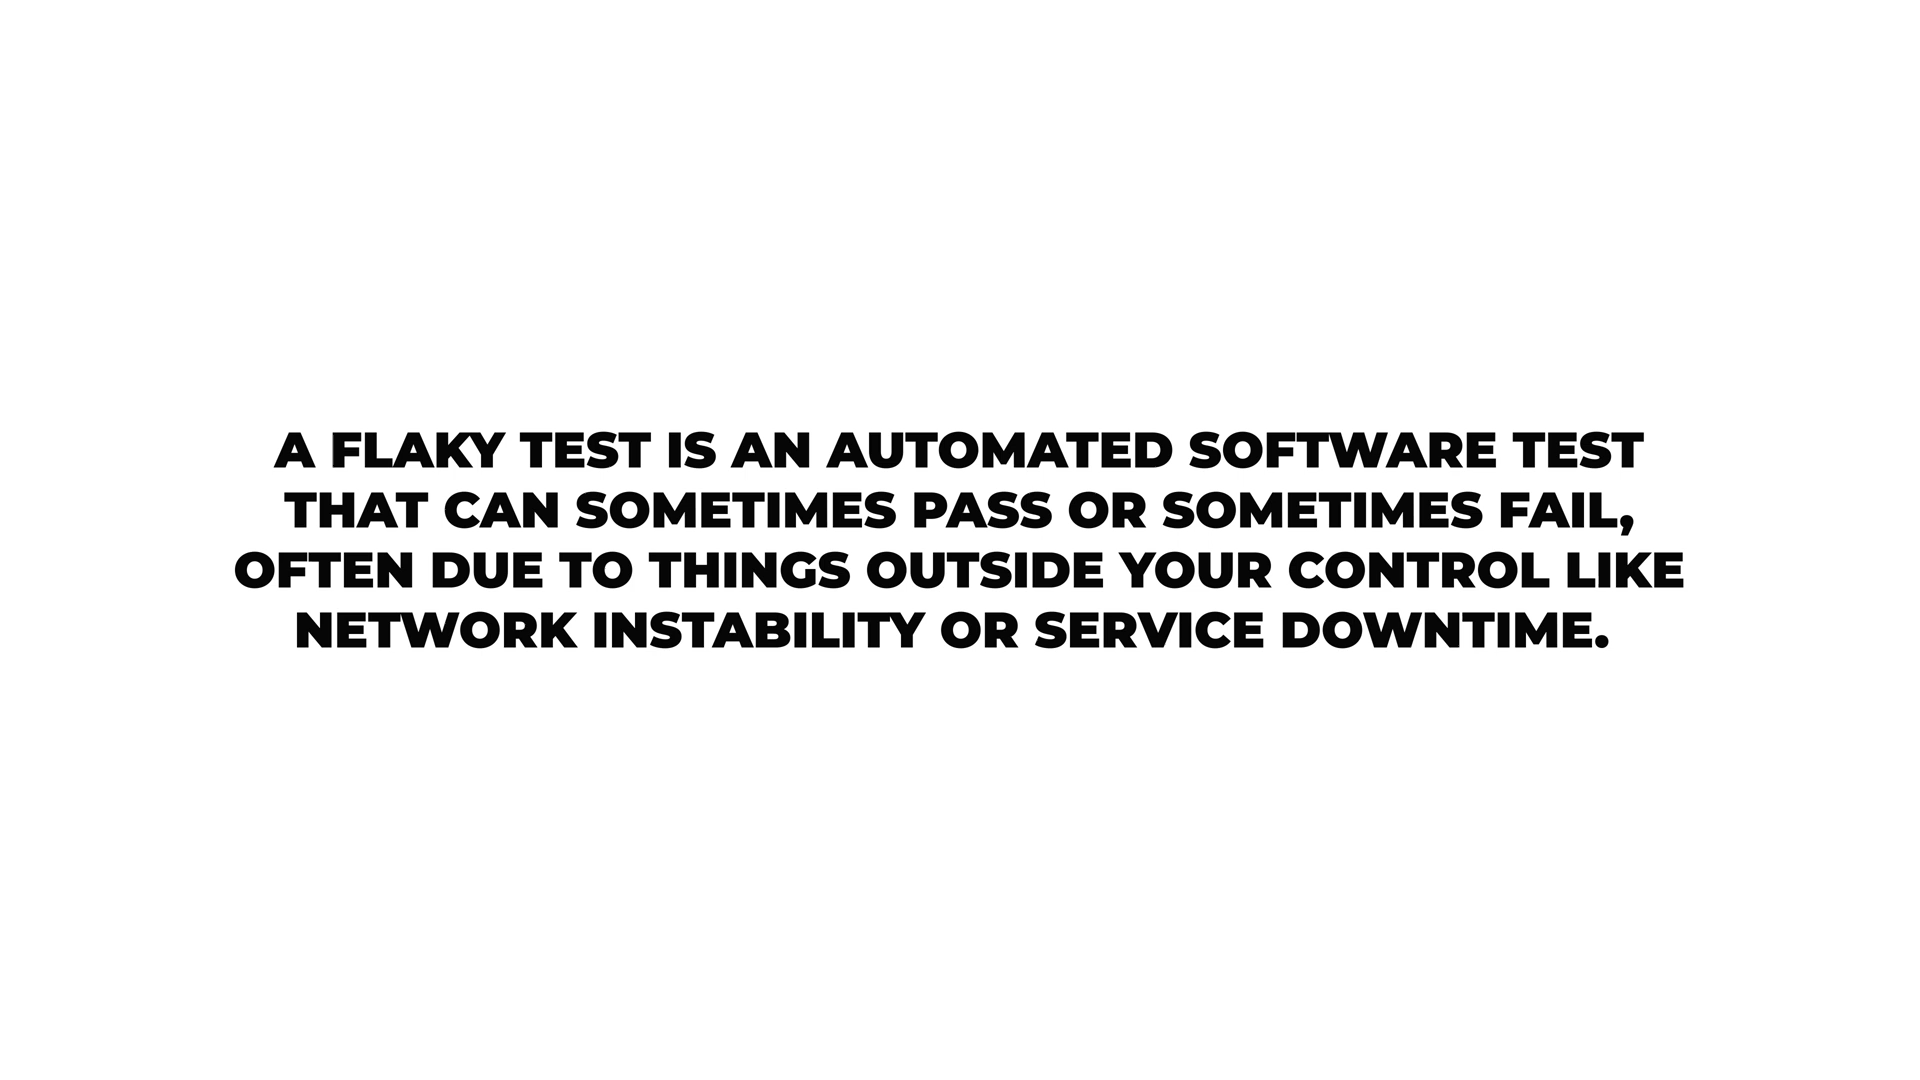 A FLAKY TEST IS AN AUTOMATED SOFTWARE TEST
THAT CAN SOMETIMES PASS OR SOMETIMES FAIL,
OFTEN DUE TO THINGS OUTSIDE YOUR CONTROL LIKE
NETWORK INSTABILITY OR SERVICE DOWNTIME.